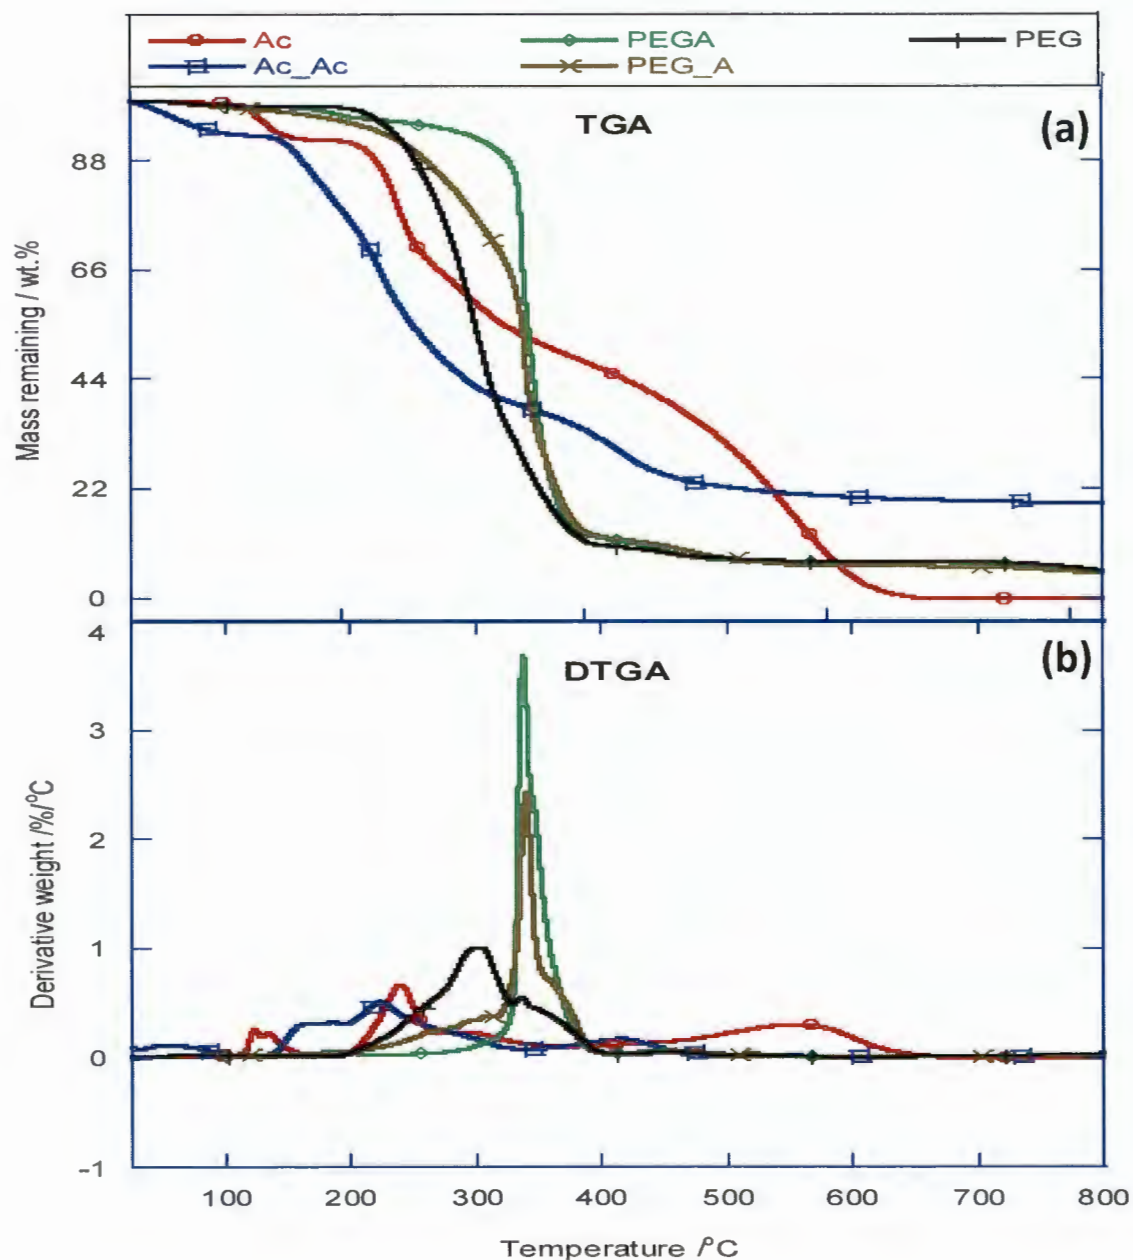 Ac PEGA PEG
Ac_Ac PEG_A
TGA (a)
88
66
44
22
0
Mass remaining / wt.%
4
DTGA (b)
3
2
1
0
-1
Derivative weight /%/°C
100 200 300 400 500 600 700 800
Temperature /°C